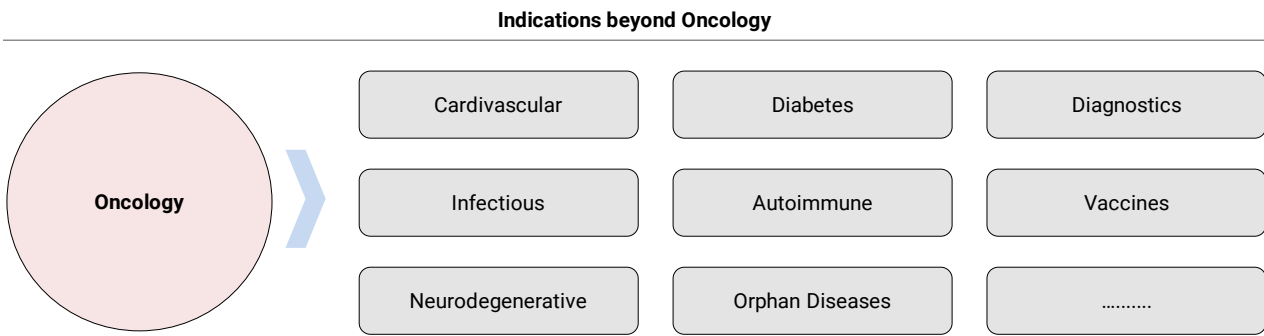 Indications beyond Oncology
Oncology
Cardivascular
Diabetes
Diagnostics
Infectious
Autoimmune
Vaccines
Neurodegenerative
Orphan Diseases
...........